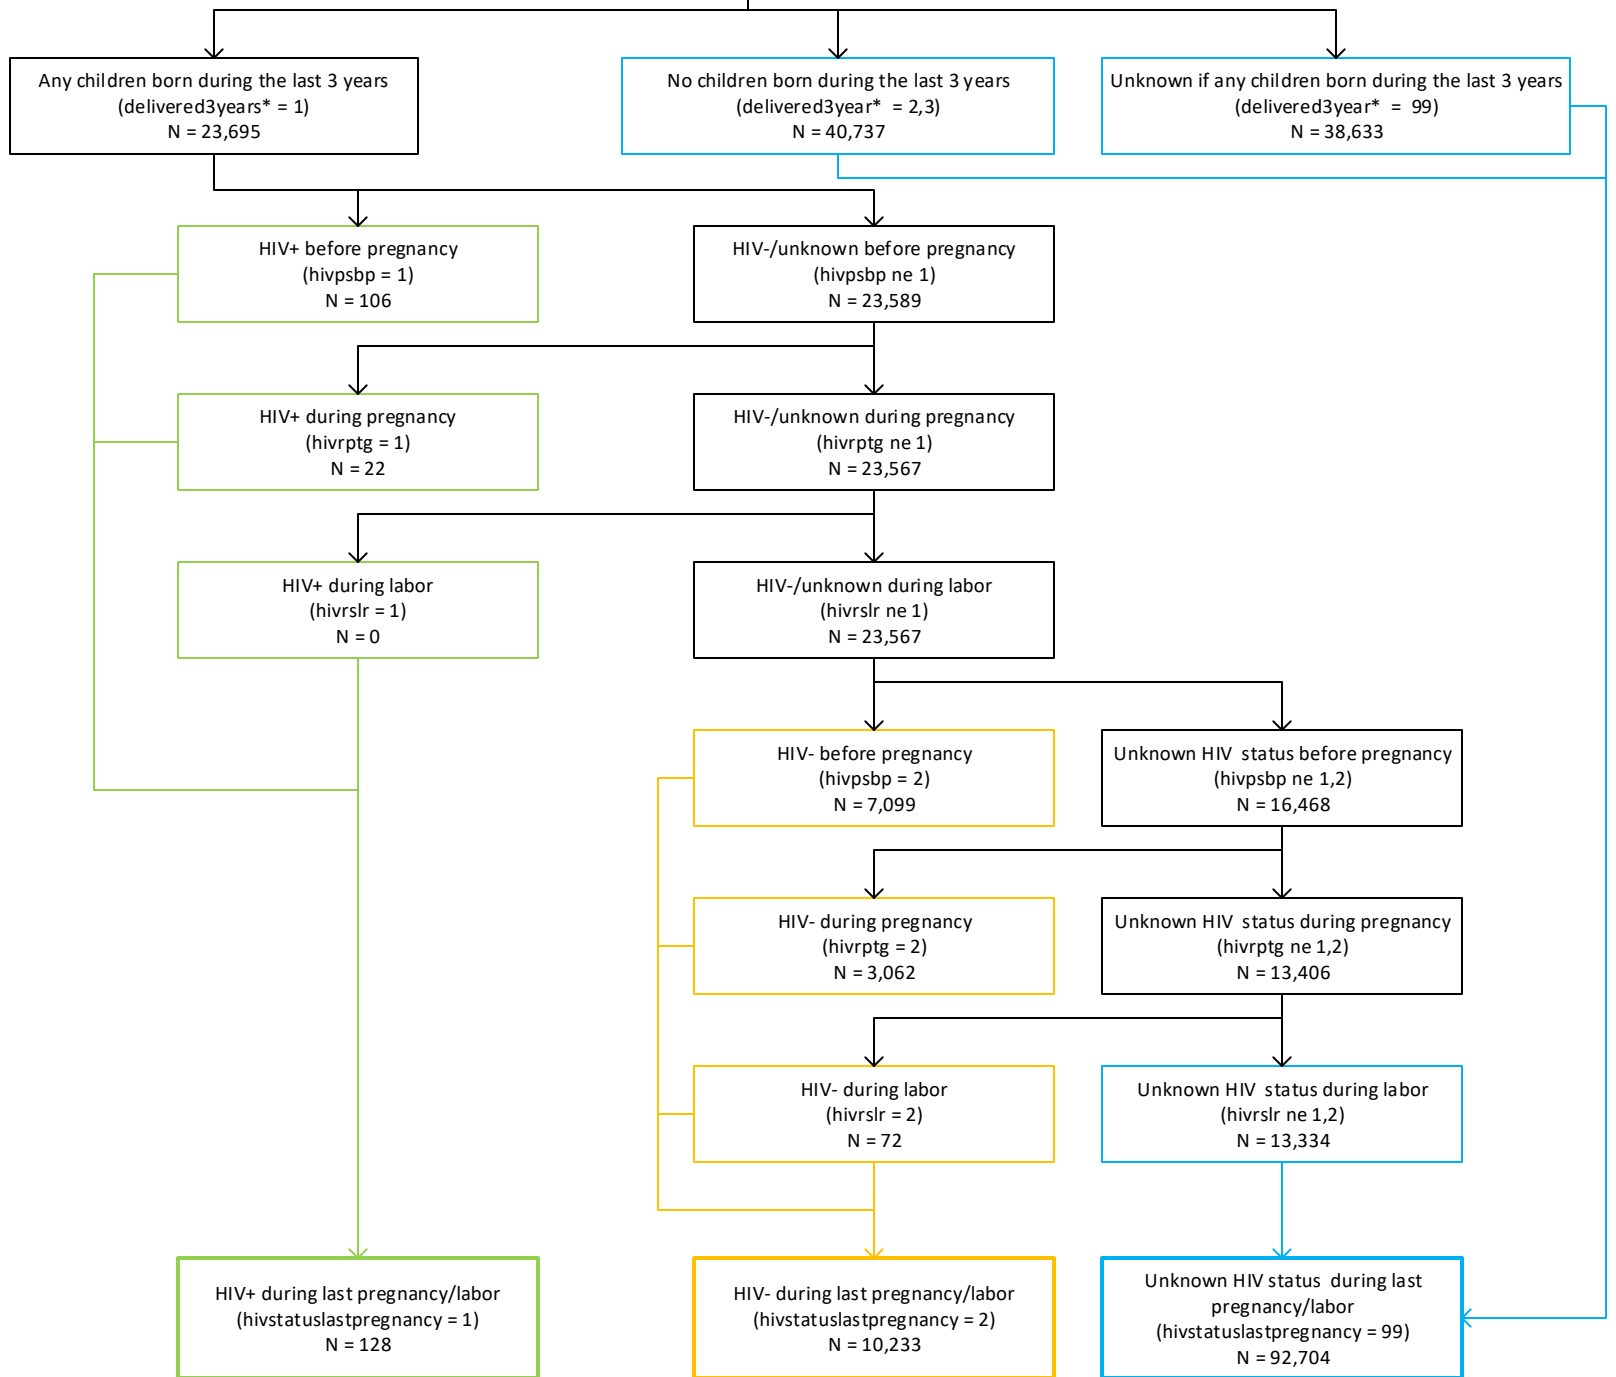 Any children born during the last 3 years
(delivered3years* = 1)
N = 23,695
No children born during the last 3 years
(delivered3year* = 2,3)
N = 40,737
Unknown if any children born during the last 3 years
(delivered3year* = 99)
N = 38,633
HIV+ before pregnancy
(hivpsbp = 1)
N = 106
HIV-/unknown before pregnancy
(hivpsbp ne 1)
N = 23,589
HIV+ during pregnancy
(hivrptg = 1)
N = 22
HIV-/unknown during pregnancy
(hivrptg ne 1)
N = 23,567
HIV+ during labor
(hivrslr = 1)
N = 0
HIV-/unknown during labor
(hivrslr ne 1)
N = 23,567
HIV- before pregnancy
(hivpsbp = 2)
N = 7,099
Unknown HIV status before pregnancy
(hivpsbp ne 1,2)
N = 16,468
HIV- during pregnancy
(hivrptg = 2)
N = 3,062
Unknown HIV status during pregnancy
(hivrptg ne 1,2)
N = 13,406
HIV- during labor
(hivrslr = 2)
N = 72
Unknown HIV status during labor
(hivrslr ne 1,2)
N = 13,334
HIV+ during last pregnancy/labor
(hivstatuslastpregnancy = 1)
N = 128
HIV- during last pregnancy/labor
(hivstatuslastpregnancy = 2)
N = 10,233
Unknown HIV status during last
pregnancy/labor
(hivstatuslastpregnancy = 99)
N = 92,704